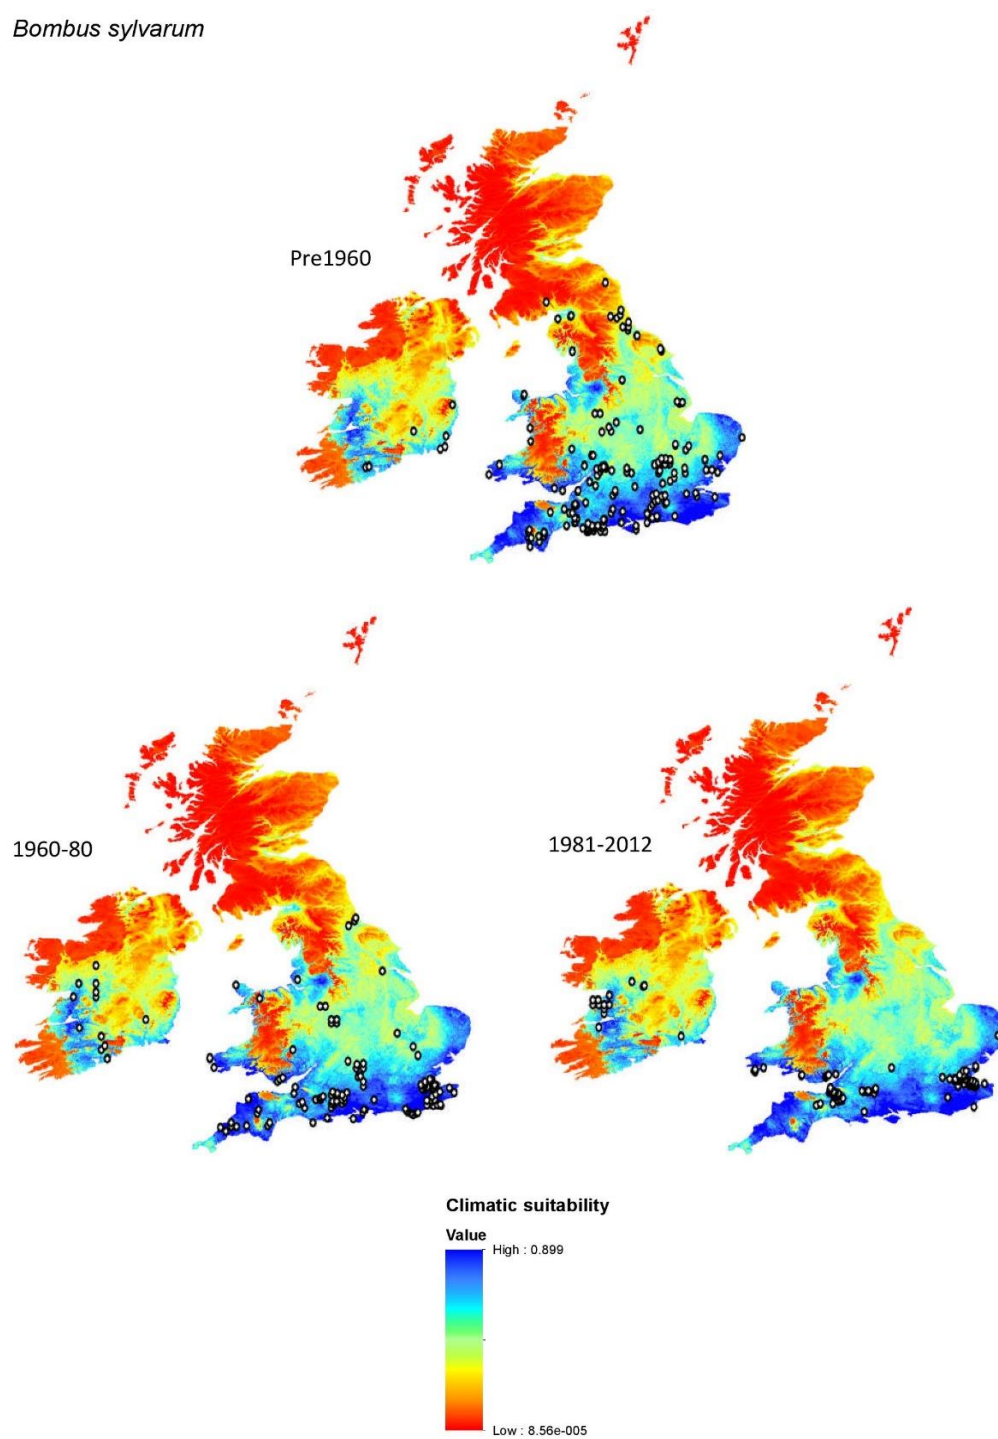 Bombus sylvarum
Pre1960
1960-80
1981-2012
Climatic suitability
Value
High : 0.899
Low : 8.56e-005